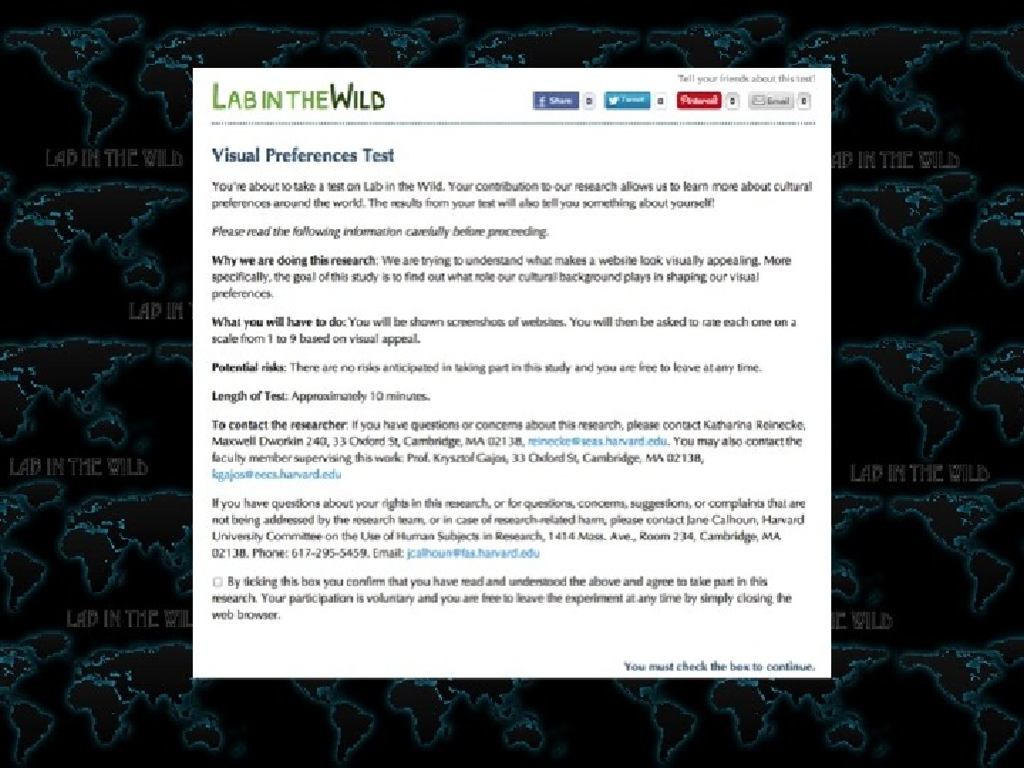 Tell your friends about this test!
LAB IN THE WILD
Share 0 Tweet 0 Pinterest 0 Email 0
Visual Preferences Test
You're about to take a test on Lab in the Wild. Your contribution to our research allows us to learn more about cultural
preferences around the world. The results from your test will also tell you something about yourself!
Please read the following information carefully before proceeding.
Why we are doing this research: We are trying to understand what makes a website look visually appealing. More
specifically, the goal of this study is to find out what role our cultural background plays in shaping our visual
preferences.
What you will have to do: You will be shown screenshots of websites. You will then be asked to rate each one on a
scale from 1 to 9 based on visual appeal.
Potential risks: There are no risks anticipated in taking part in this study and you are free to leave at any time.
Length of Test: Approximately 10 minutes.
To contact the researcher: If you have questions or concerns about this research, please contact Katharina Reinecke,
Maxwell Dworkin 240, 33 Oxford St, Cambridge, MA 02138, reinecke@seas.harvard.edu. You may also contact the
faculty member supervising this work: Prof. Krysztof Gajos, 33 Oxford St, Cambridge, MA 02138,
kgajos@eecs.harvard.edu
If you have questions about your rights in this research, or for questions, concerns, suggestions, or complaints that are
not being addressed by the research team, or in case of research-related harm, please contact Jane Calhoun, Harvard
University Committee on the Use of Human Subjects in Research, 1414 Mass. Ave., Room 234, Cambridge, MA
02138. Phone: 617-295-5459. Email: jcalhoun@fas.harvard.edu
By ticking this box you confirm that you have read and understood the above and agree to take part in this
research. Your participation is voluntary and you are free to leave the experiment at any time by simply closing the
web browser.
You must check the box to continue.
LAB IN THE WILD
LAB IN THE WILD
LAB IN
LAB IN THE WILD
LAB IN THE WILD
LAB IN THE WIL
E WILD